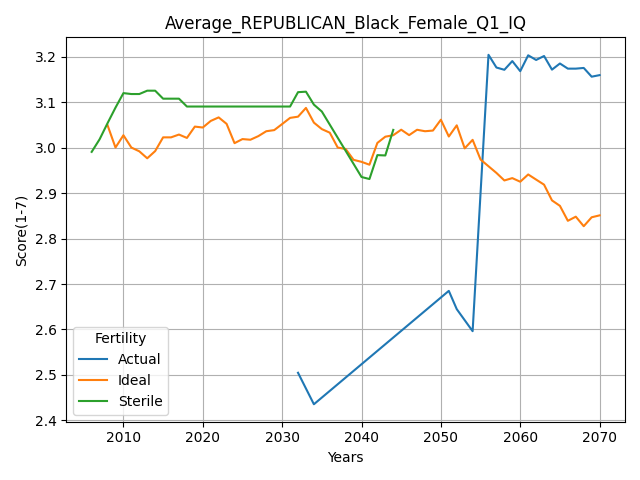 Average_REPUBLICAN_Black_Female_Q1_IQ
Score(1-7)
3.2
3.1
3.0
2.9
2.8
2.7
2.6
2.5
2.4
Fertility
Actual
Ideal
Sterile
2010 2020 2030 2040 2050 2060 2070
Years